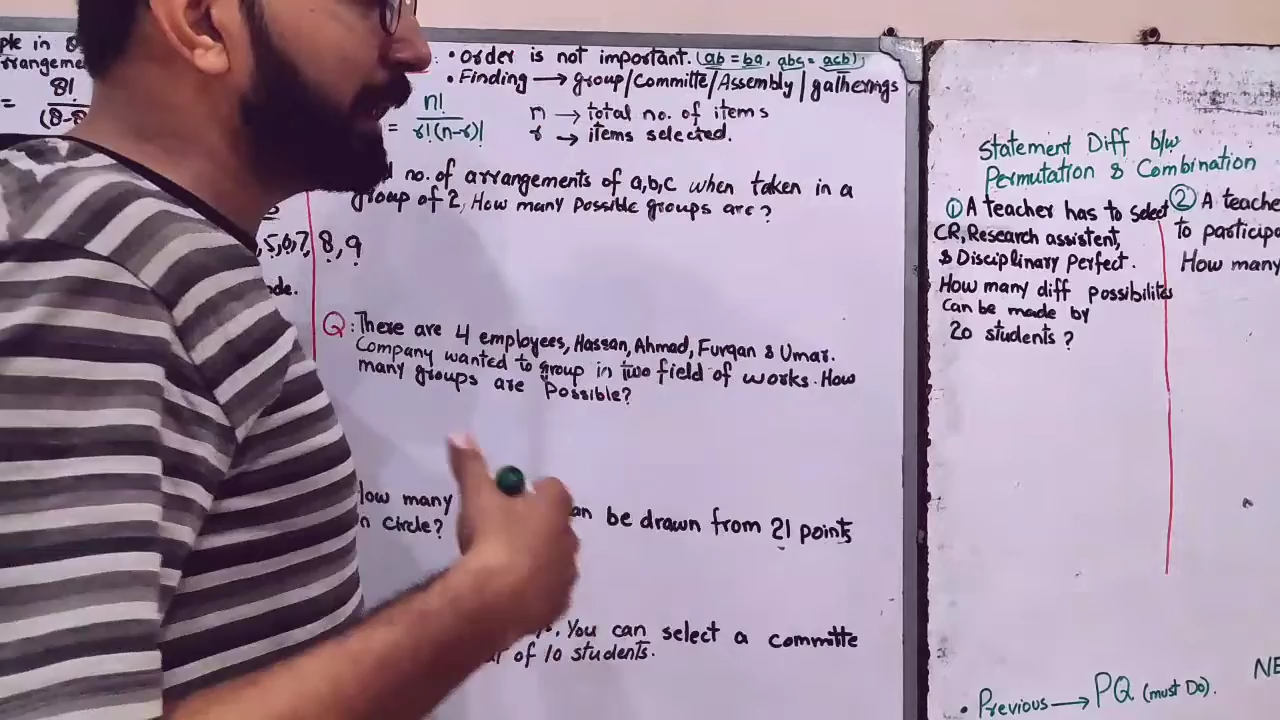 ple in 8
rrangeme
= 8!
(8-8
5,6,7, 8,9
ode.
: • order is not important. (ab = ba, abc = acb)
• Finding → group/Committe/Assembly/gatherings
= n!
r!(n-r)!
n → total no. of items
r → items selected.
no. of arrangements of a,b,c when taken in a
group of 2, How many possible groups are?
Q: There are 4 employees, Hassan, Ahmad, Furqan & Umar.
Company wanted to group in two field of works. How
many groups are Possible?
How many an be drawn from 21 points
n circle?
You can select a committe
of 10 students.
Statement Diff b/w
Permutation & Combination
① A teacher has to select
CR, Research assistent,
& Disciplinary Perfect.
How many diff possibilites
Can be made by
20 students?
② A teache
to participa
How many
• Previous → PQ (must Do).
NE